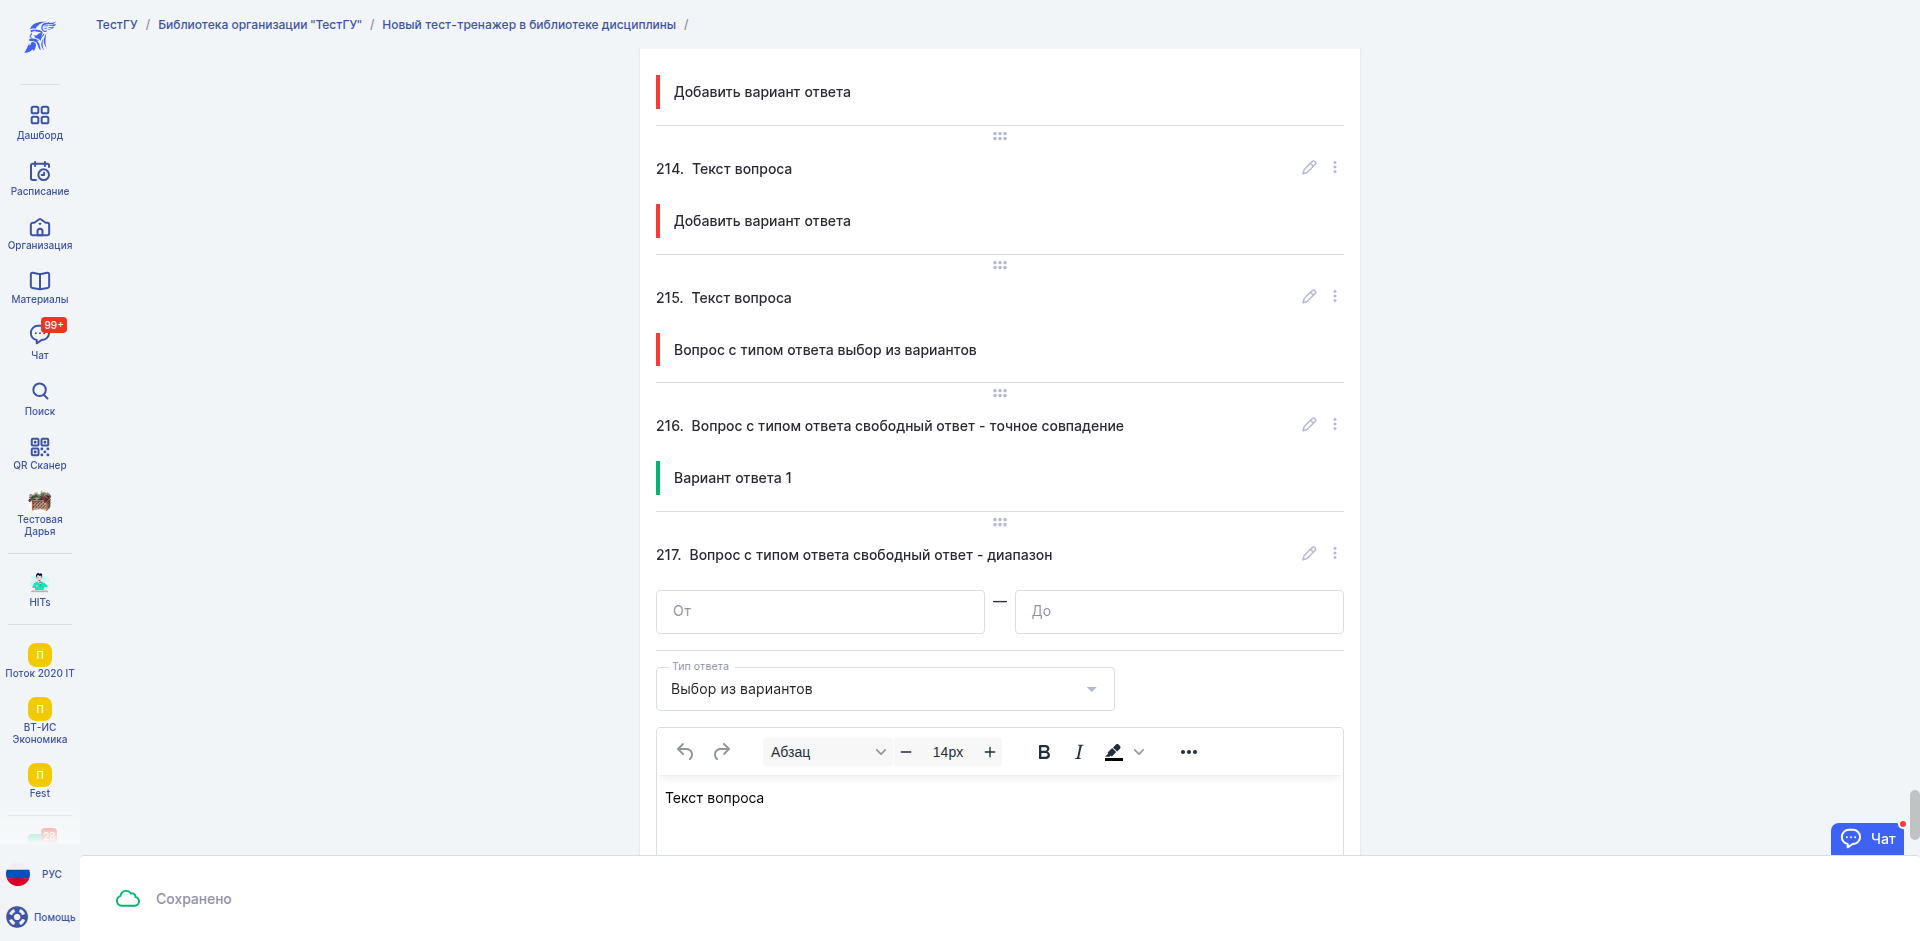 ТестГУ / Библиотека организации "ТестГУ" / Новый тест-тренажер в библиотеке дисциплины /
Дашборд
Расписание
Организация
Материалы
99+
Чат
Поиск
QR Сканер
Тестовая
Дарья
HITs
П
Поток 2020 IT
П
ВТ-ИС
Экономика
П
Fest
28
РУС
Помощь
Добавить вариант ответа
214. Текст вопроса
Добавить вариант ответа
215. Текст вопроса
Вопрос с типом ответа выбор из вариантов
216. Вопрос с типом ответа свободный ответ - точное совпадение
Вариант ответа 1
217. Вопрос с типом ответа свободный ответ - диапазон
От — До
Тип ответа
Выбор из вариантов
Абзац − 14px + B I
Текст вопроса
Чат
Сохранено